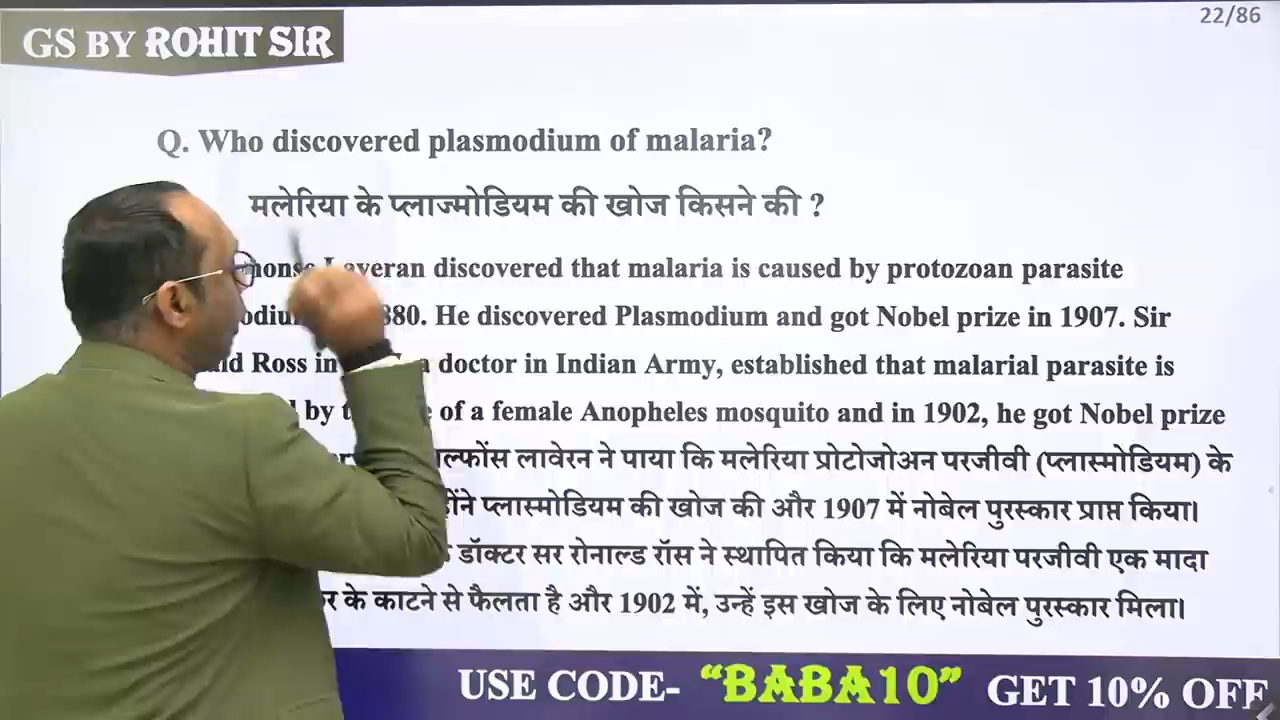 22/86
GS BY ROHIT SIR
Q. Who discovered plasmodium of malaria?
मलेरिया के प्लाज्मोडियम की खोज किसने की ?
averan discovered that malaria is caused by protozoan parasite
880. He discovered Plasmodium and got Nobel prize in 1907. Sir
Ross in a doctor in Indian Army, established that malarial parasite is
by of a female Anopheles mosquito and in 1902, he got Nobel prize
ल्फोंस लावेरन ने पाया कि मलेरिया प्रोटोजोअन परजीवी (प्लास्मोडियम) के
प्लास्मोडियम की खोज की और 1907 में नोबेल पुरस्कार प्राप्त किया।
डॉक्टर सर रोनाल्ड रॉस ने स्थापित किया कि मलेरिया परजीवी एक मादा
के काटने से फैलता है और 1902 में, उन्हें इस खोज के लिए नोबेल पुरस्कार मिला।
USE CODE- “BABA10” GET 10% OFF